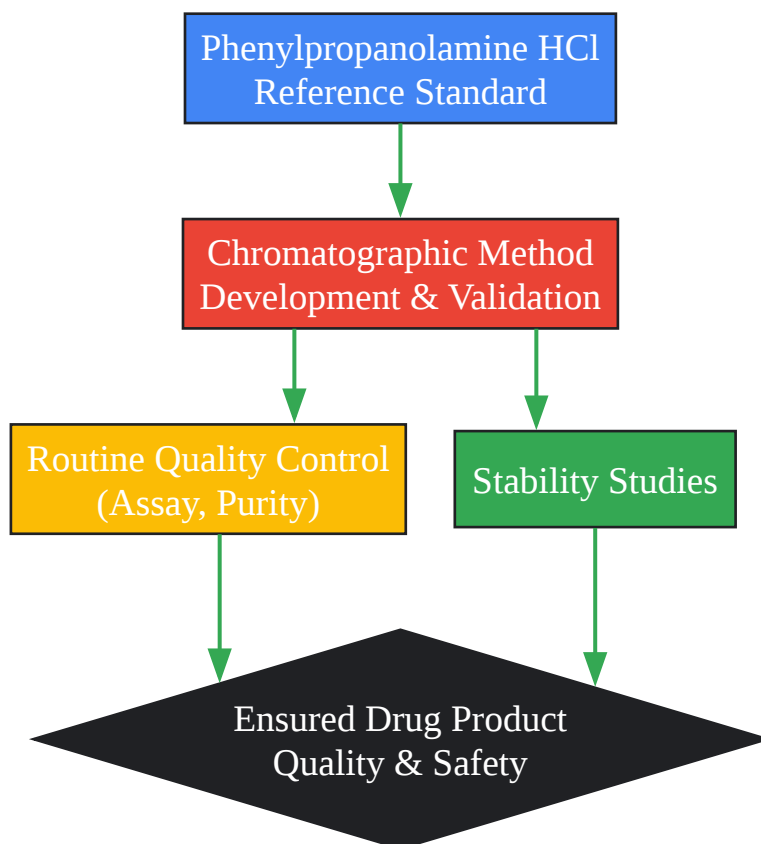 Phenylpropanolamine HCl
Reference Standard
Chromatographic Method
Development & Validation
Routine Quality Control
(Assay, Purity)
Stability Studies
Ensured Drug Product
Quality & Safety